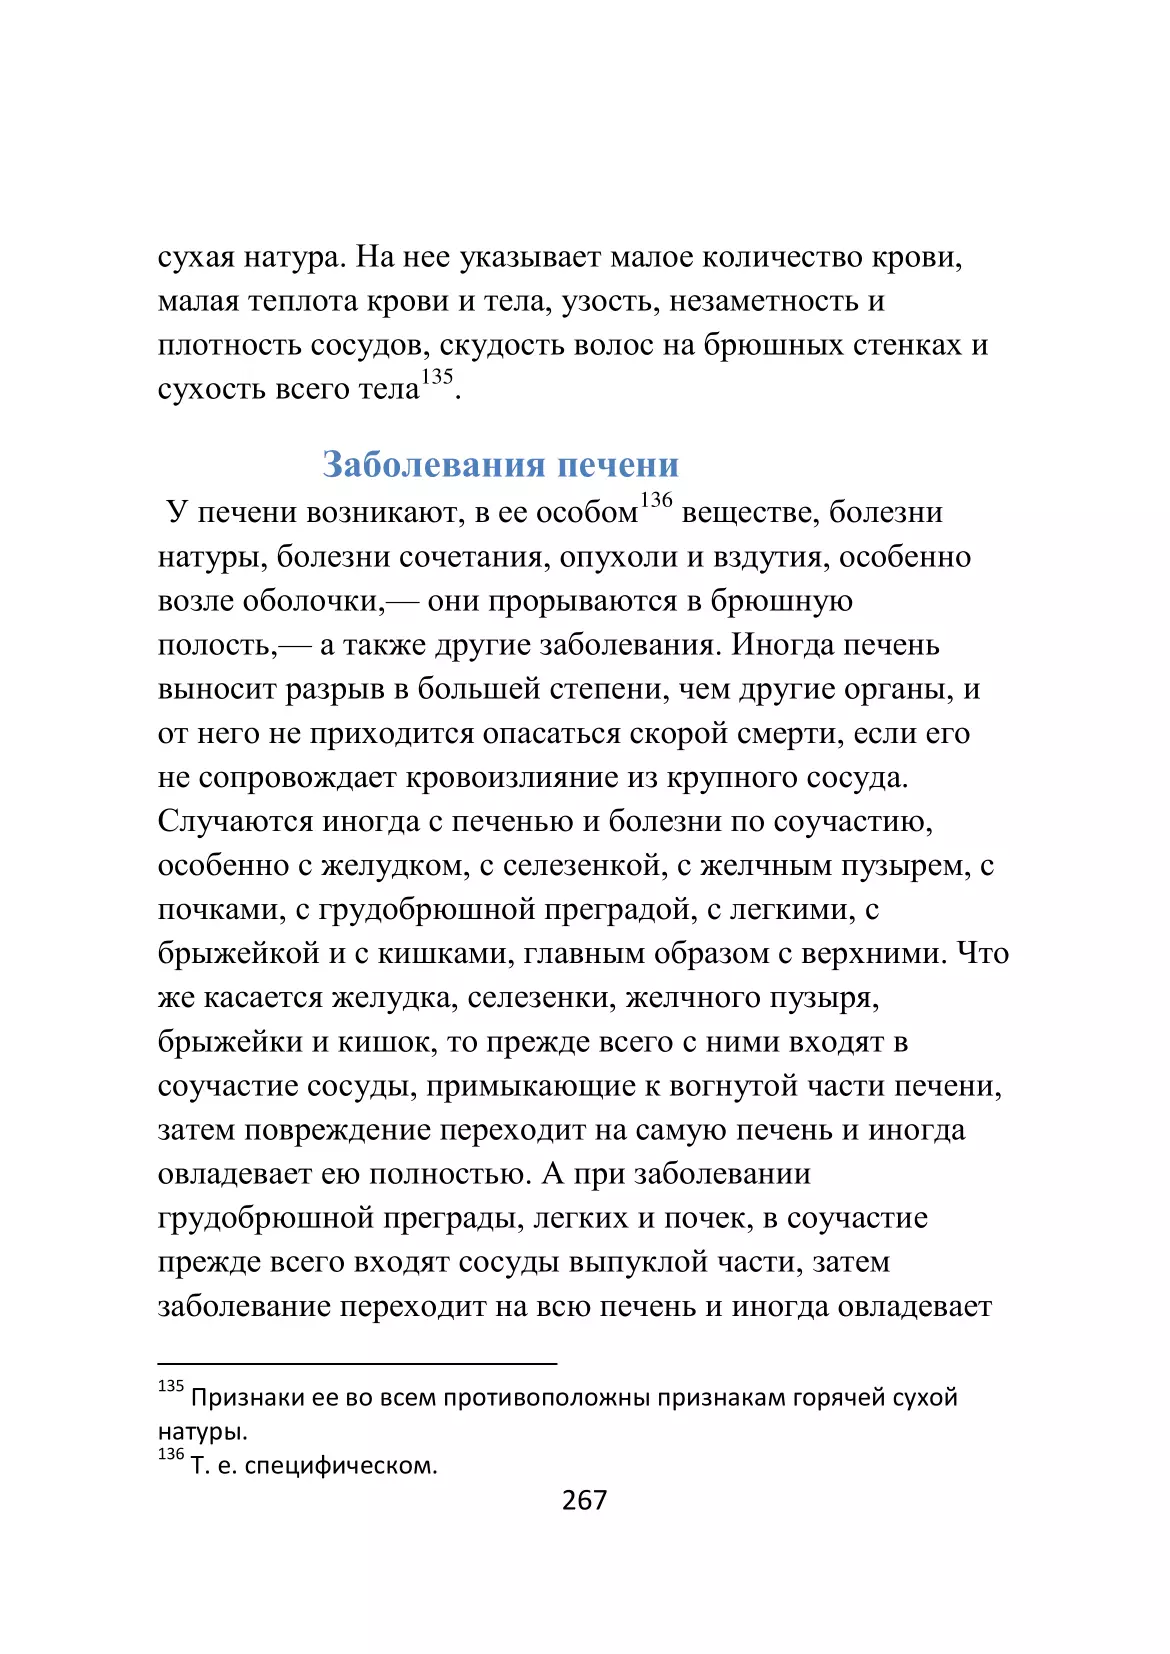 сухая натура. На нее указывает малое количество крови,
малая теплота крови и тела, узость, незаметность и
плотность сосудов, скудость волос на брюшных стенках и
сухость всего тела135.
Заболевания печени
У печени возникают, в ее особом136 веществе, болезни
натуры, болезни сочетания, опухоли и вздутия, особенно
возле оболочки,— они прорываются в брюшную
полость,— а также другие заболевания. Иногда печень
выносит разрыв в большей степени, чем другие органы, и
от него не приходится опасаться скорой смерти, если его
не сопровождает кровоизлияние из крупного сосуда.
Случаются иногда с печенью и болезни по соучастию,
особенно с желудком, с селезенкой, с желчным пузырем, с
почками, с грудобрюшной преградой, с легкими, с
брыжейкой и с кишками, главным образом с верхними. Что
же касается желудка, селезенки, желчного пузыря,
брыжейки и кишок, то прежде всего с ними входят в
соучастие сосуды, примыкающие к вогнутой части печени,
затем повреждение переходит на самую печень и иногда
овладевает ею полностью. А при заболевании
грудобрюшной преграды, легких и почек, в соучастие
прежде всего входят сосуды выпуклой части, затем
заболевание переходит на всю печень и иногда овладевает
135 Признаки ее во всем противоположны признакам горячей сухой
натуры.
136 Т. е. специфическом.
267